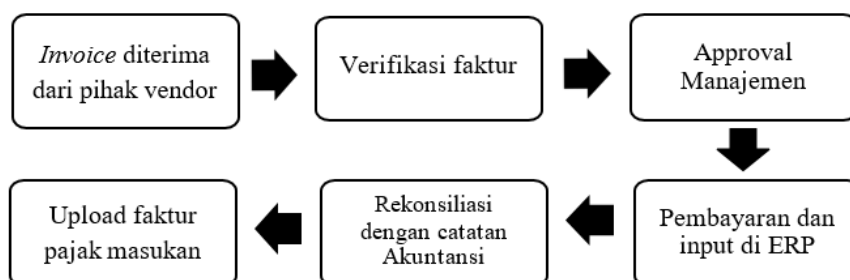 Invoice diterima
dari pihak vendor
Verifikasi faktur
Approval
Manajemen
Pembayaran dan
input di ERP
Rekonsiliasi
dengan catatan
Akuntansi
Upload faktur
pajak masukan